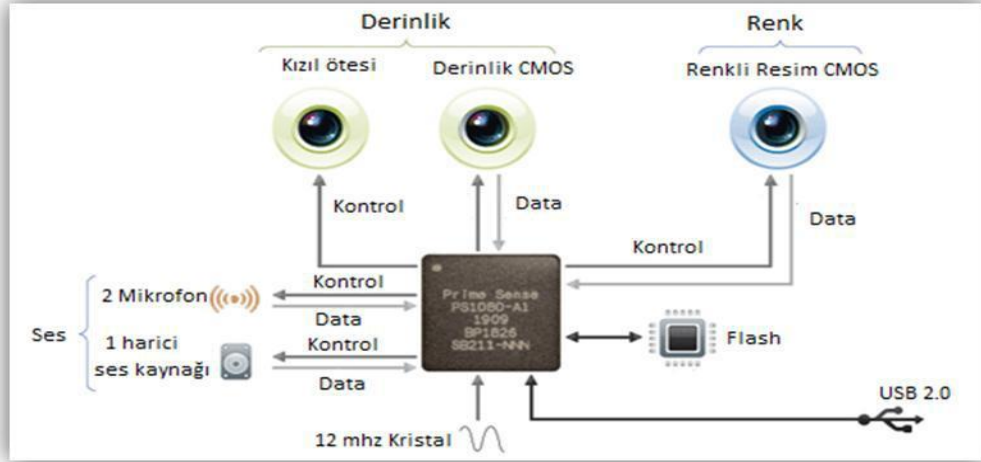 Derinlik
Renk
Kızıl ötesi
Derinlik CMOS
Renkli Resim CMOS
Kontrol
Data
Data
Kontrol
2 Mikrofon
Kontrol
Data
Ses
1 harici
ses kaynağı
Kontrol
Data
Prime Sense
PS1080-A1
1909
BP1826
SB211-NNN
Flash
USB 2.0
12 mhz Kristal